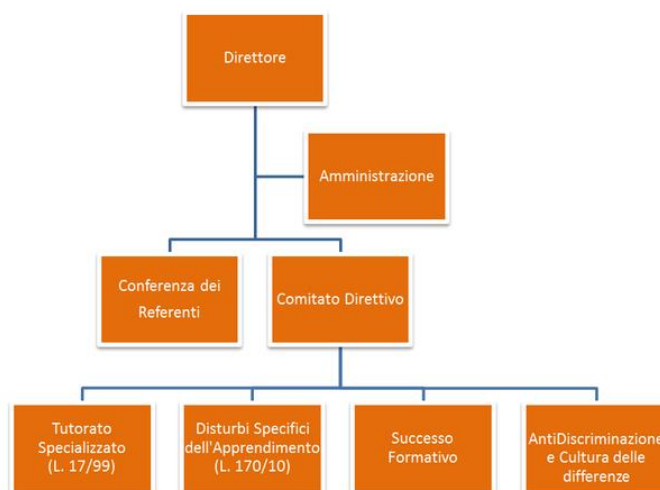 Direttore
Amministrazione
Conferenza dei
Referenti
Comitato Direttivo
Tutorato
Specializzato
(L. 17/99)
Disturbi Specifici
dell'Apprendimento
(L. 170/10)
Successo
Formativo
AntiDiscriminazione
e Cultura delle
differenze